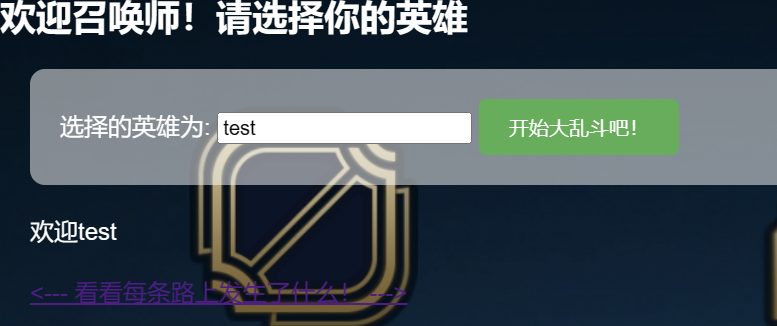 欢迎召唤师！请选择你的英雄
选择的英雄为: test 开始大乱斗吧！
欢迎test
<--- 看看每条路上发生了什么！ --->